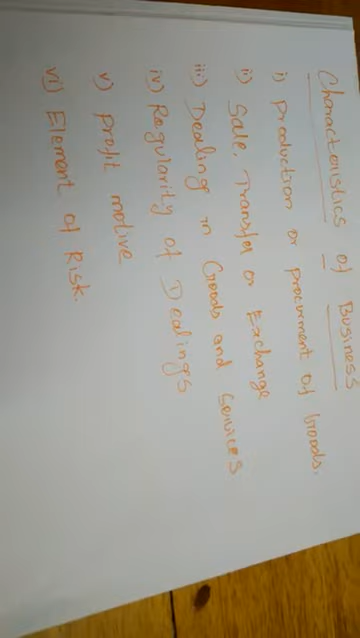 Characteristics of Business
i) Production or procurment of Goods.
ii) Sale, Transfer or Exchange
iii) Dealing in Goods and Services
iv) Regularity of Dealings
v) Profit motive
vi) Element of Risk.